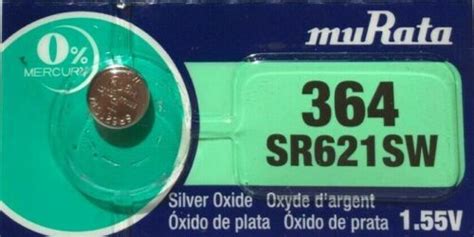 0%
MERCURY
muRata
364
SR621SW
Silver Oxide Oxyde d'argent
Óxido de plata Óxido de prata 1.55V